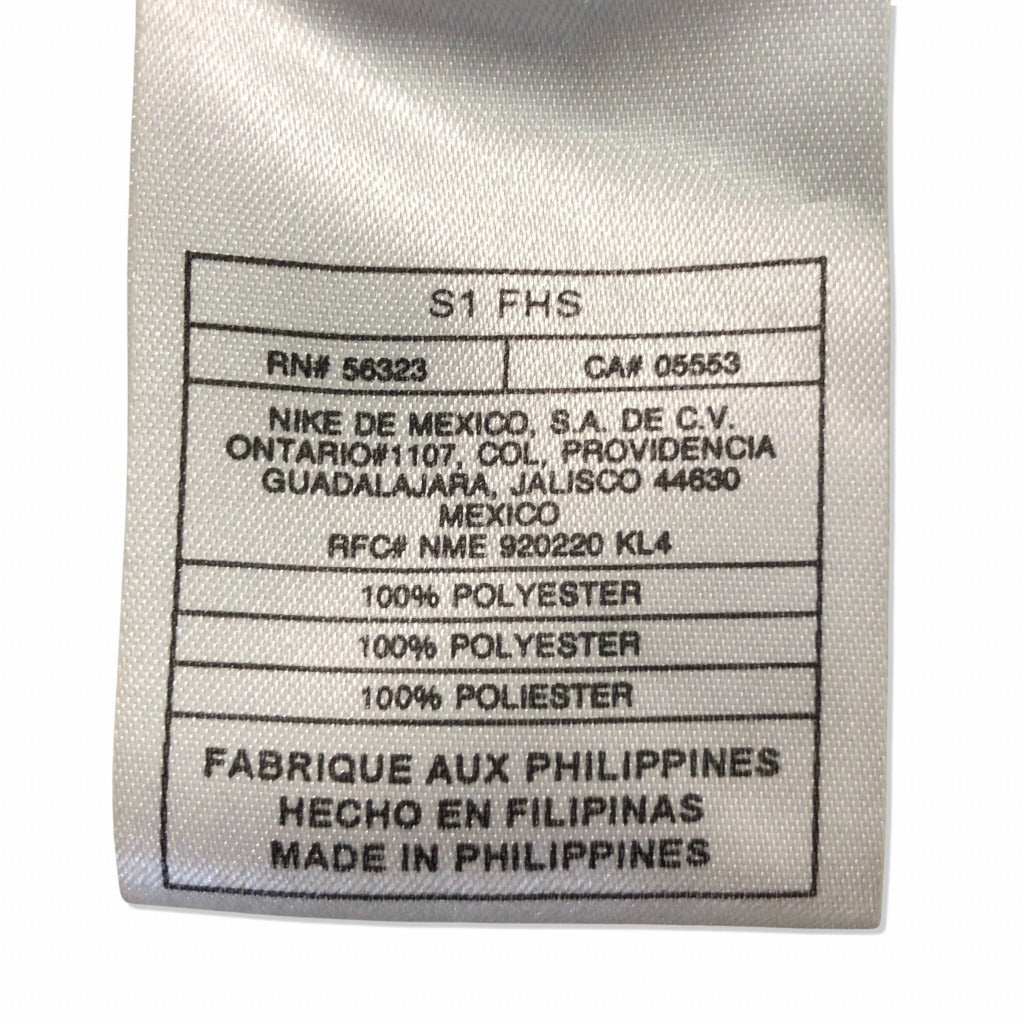 S1 FHS
RN# 56323 CA# 05553
NIKE DE MEXICO, S.A. DE C.V.
ONTARIO#1107, COL, PROVIDENCIA
GUADALAJARA, JALISCO 44630
MEXICO
RFC# NME 920220 KL4
100% POLYESTER
100% POLYESTER
100% POLIESTER
FABRIQUE AUX PHILIPPINES
HECHO EN FILIPINAS
MADE IN PHILIPPINES